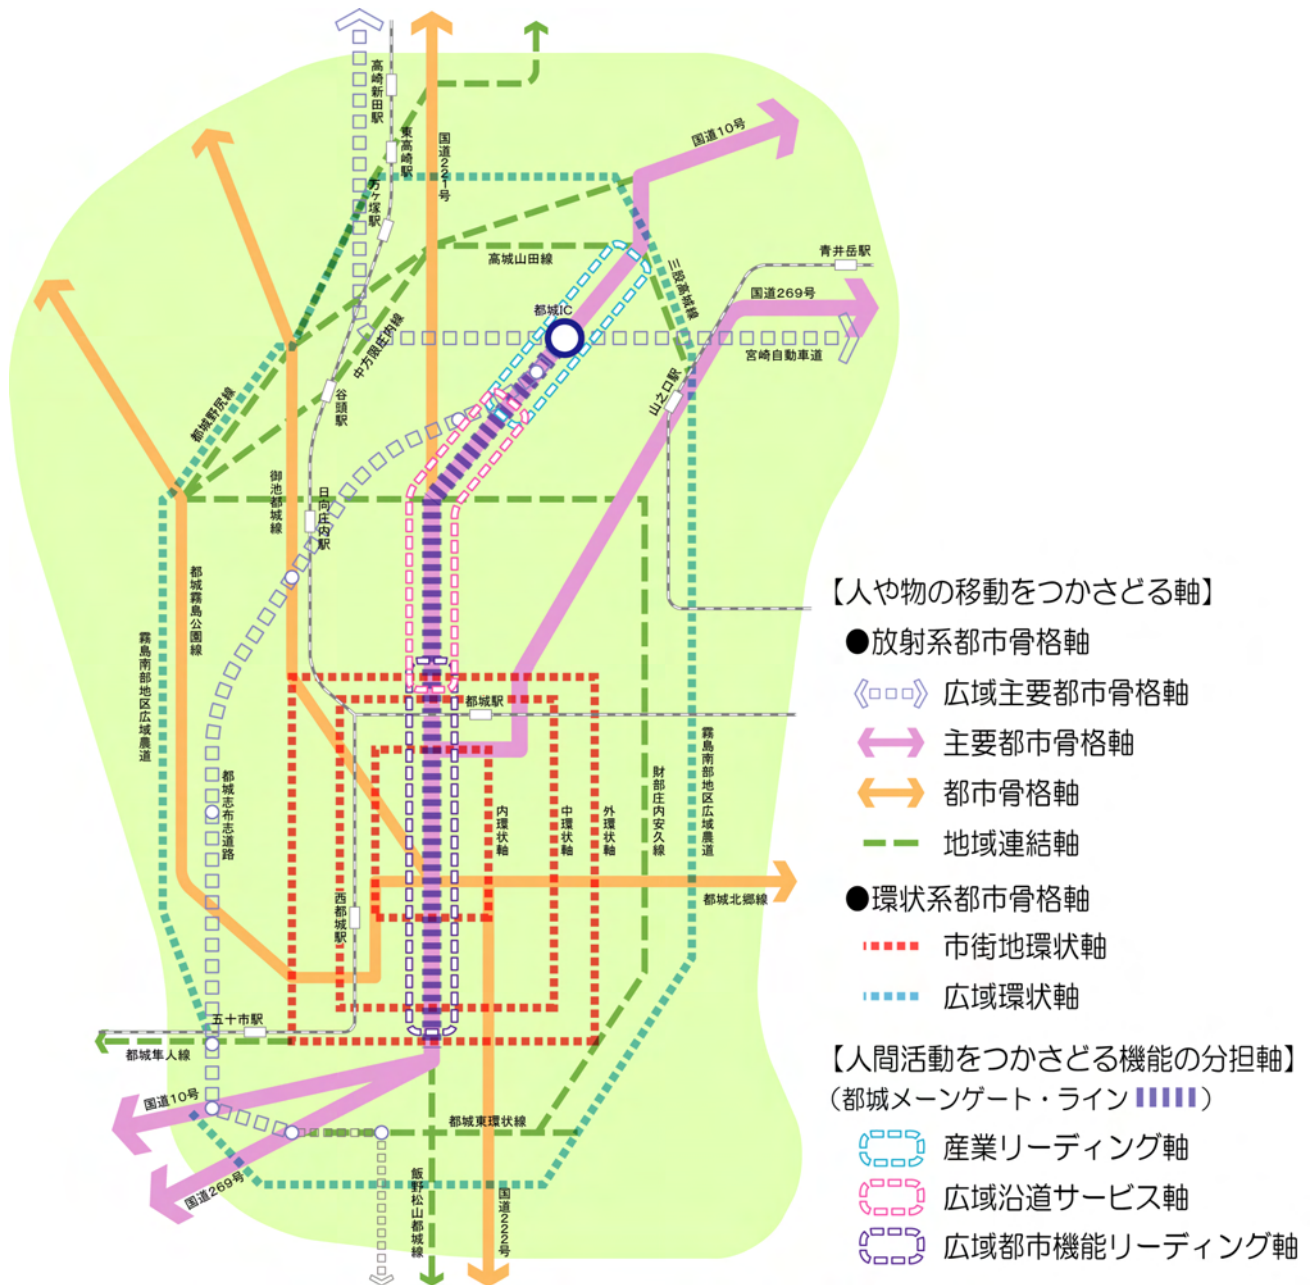 高崎新田駅
東高崎駅
万ヶ塚駅
国道221号
国道10号
高城山田線
三股高城線
青井岳駅
国道269号
都城IC
宮崎自動車道
中方限庄内線
谷頭駅
山之口駅
都城野尻線
御池都城線
日向庄内駅
都城霧島公園線
霧島南部地区広域農道
都城志布志道路
都城駅
内環状軸
中環状軸
外環状軸
財部庄内安久線
霧島南部地区広域農道
西都城駅
都城北郷線
五十市駅
都城隼人線
国道10号
都城東環状線
国道269号
飯野松山都城線
国道222号
【人や物の移動をつかさどる軸】
●放射系都市骨格軸
広域主要都市骨格軸
主要都市骨格軸
都市骨格軸
地域連結軸
●環状系都市骨格軸
市街地環状軸
広域環状軸
【人間活動をつかさどる機能の分担軸】
（都城メーンゲート・ライン）
産業リーディング軸
広域沿道サービス軸
広域都市機能リーディング軸